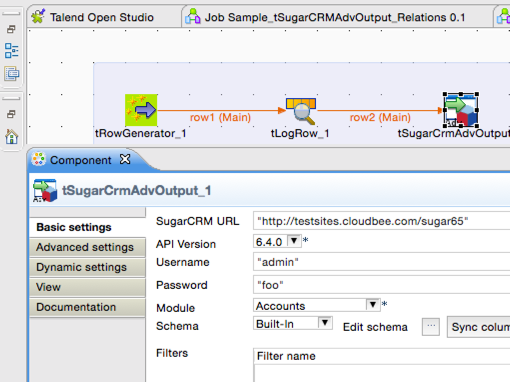 Talend Open Studio
Job Sample_tSugarCRMAdvOutput_Relations 0.1
row1 (Main)
row2 (Main)
tRowGenerator_1
tLogRow_1
tSugarCrmAdvOutput
Component
tSugarCrmAdvOutput_1
Basic settings
Advanced settings
Dynamic settings
View
Documentation
SugarCRM URL "http://testsites.cloudbee.com/sugar65"
API Version 6.4.0 *
Username "admin"
Password "foo"
Module Accounts *
Schema Built-In Edit schema ... Sync colum
Filters Filter name